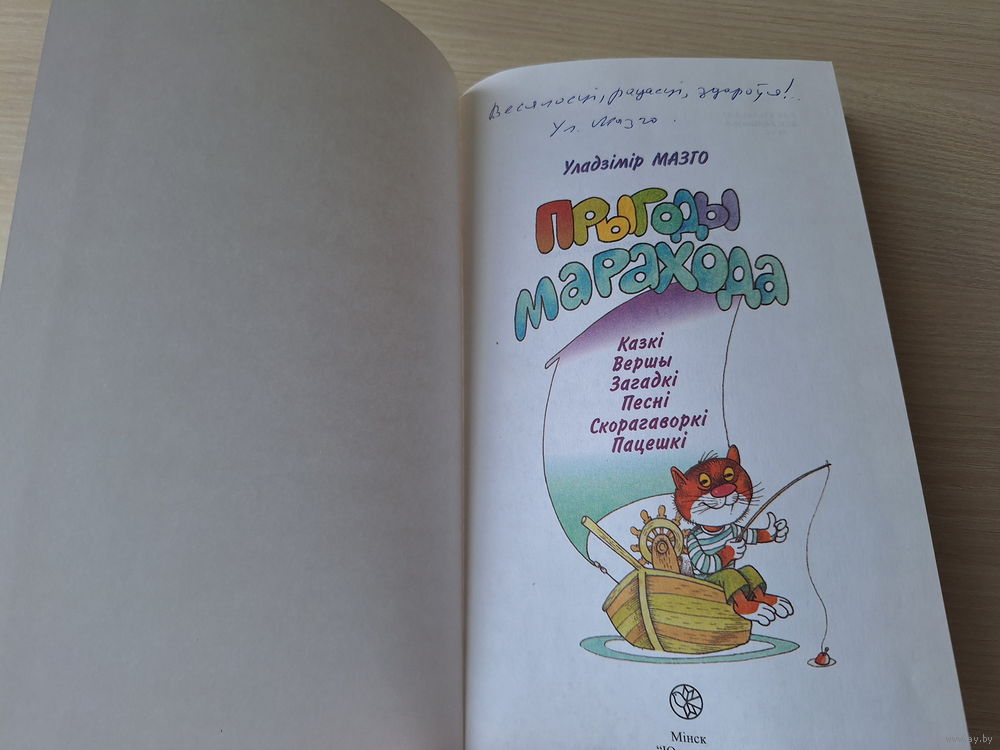 Весялосці, радасці, здароўя!
Ул. Мазго.
Уладзімір МАЗГО
ПРЫГОДЫ
МАРАХОДА
Казкі
Вершы
Загадкі
Песні
Скорагаворкі
Пацешкі
Мінск